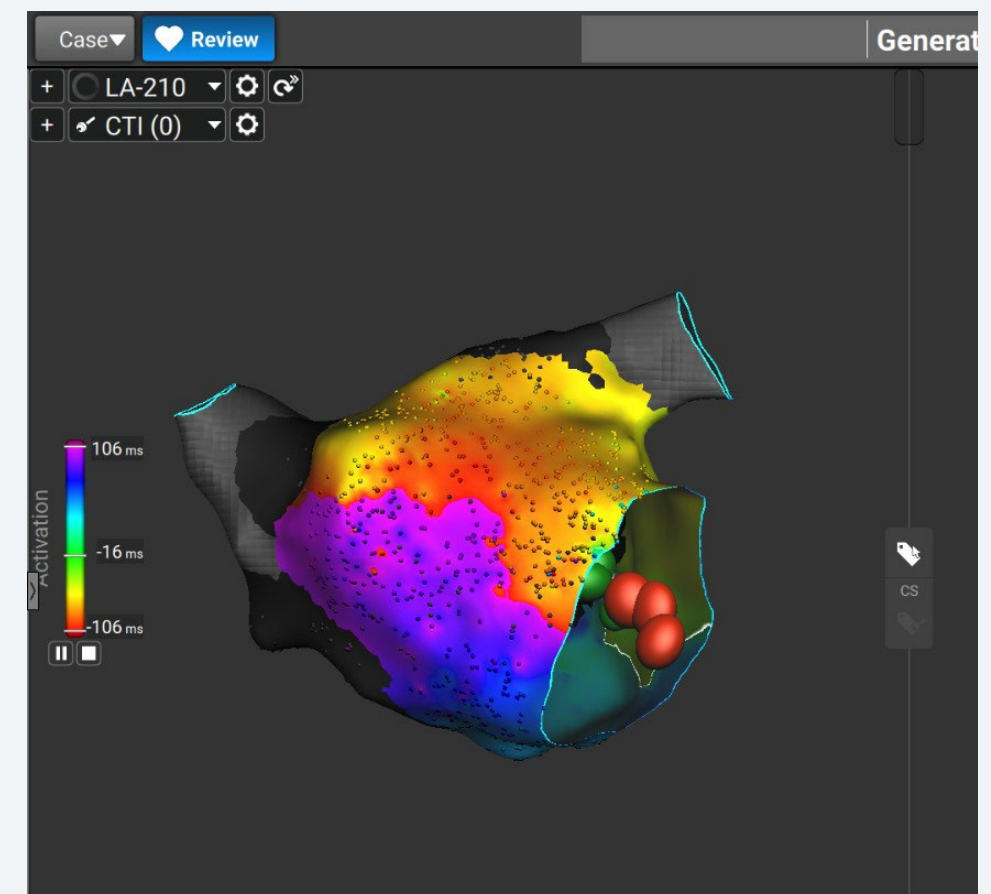 Case▼ Review Generat
+ LA-210
+ CTI (0)
106 ms
-16 ms
-106 ms
Activation
CS